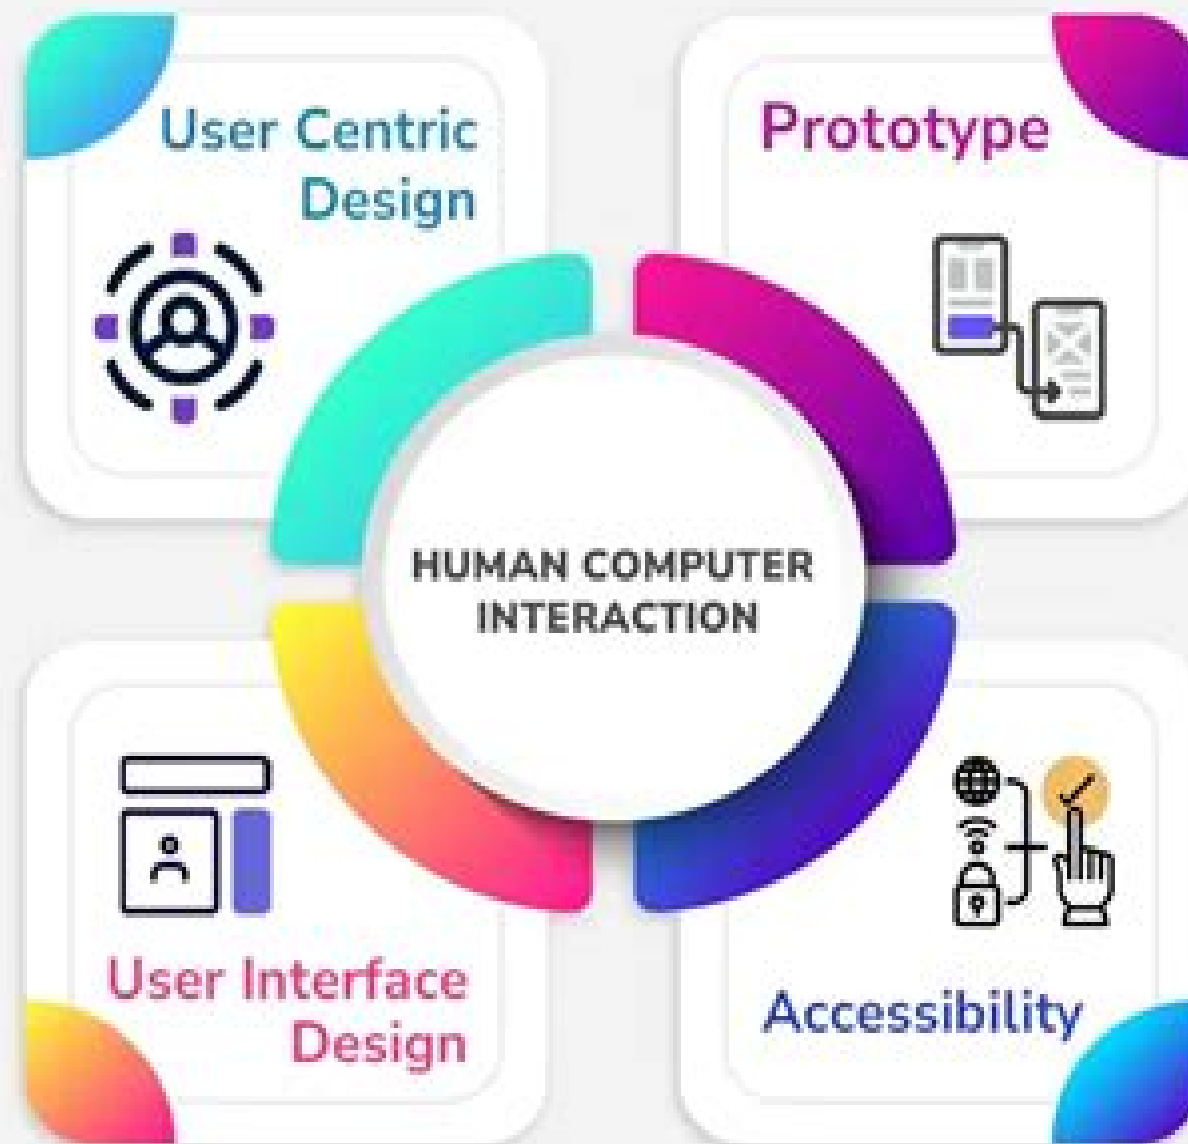 User Centric
Design
Prototype
HUMAN COMPUTER
INTERACTION
User Interface
Design
Accessibility